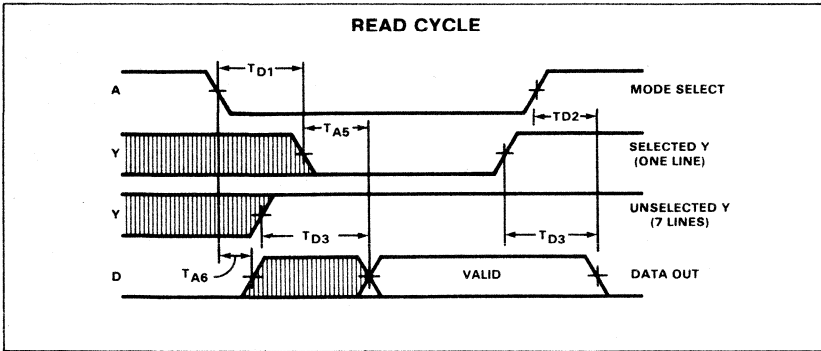 READ CYCLE
TD1
A
MODE SELECT
TD2
TA5
Y
SELECTED Y
(ONE LINE)
Y
UNSELECTED Y
(7 LINES)
TD3
TD3
TA6
D
VALID
DATA OUT